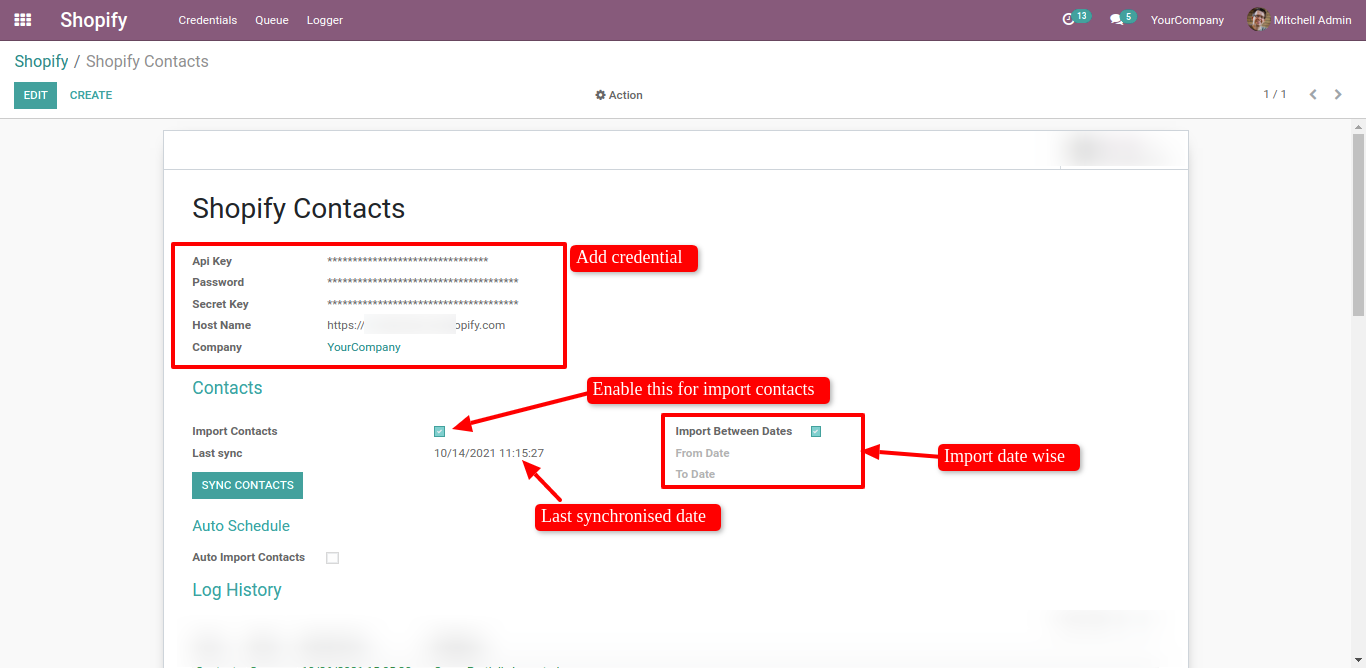 Shopify Credentials Queue Logger 13 5 YourCompany Mitchell Admin
Shopify / Shopify Contacts
EDIT CREATE Action 1 / 1
Shopify Contacts
Api Key ********************************
Add credential
Password **************************************
Secret Key **************************************
Host Name https:// opify.com
Company YourCompany
Contacts
Enable this for import contacts
Import Contacts
Import Between Dates
Last sync 10/14/2021 11:15:27
From Date
Import date wise
To Date
SYNC CONTACTS
Last synchronised date
Auto Schedule
Auto Import Contacts
Log History